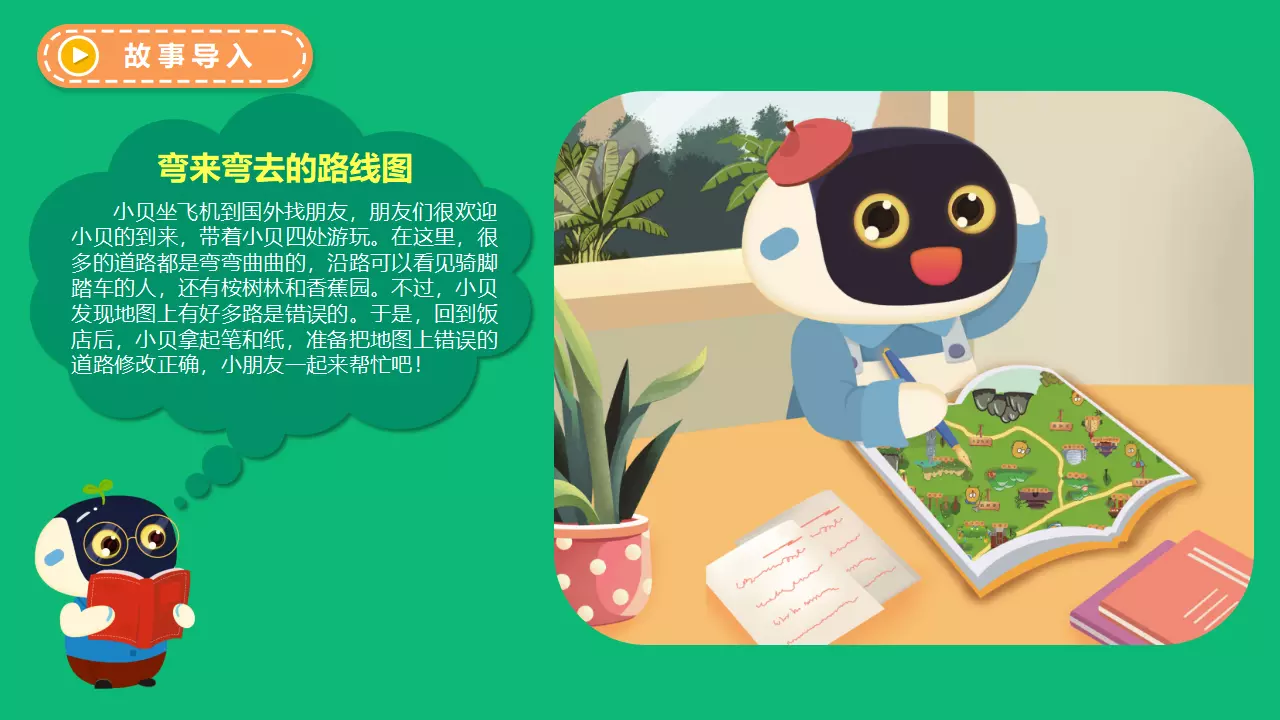 故事导入
弯来弯去的路线图
小贝坐飞机到国外找朋友，朋友们很欢迎
小贝的到来，带着小贝四处游玩。在这里，很
多的道路都是弯弯曲曲的，沿路可以看见骑脚
踏车的人，还有桉树林和香蕉园。不过，小贝
发现地图上有好多路是错误的。于是，回到饭
店后，小贝拿起笔和纸，准备把地图上错误的
道路修改正确，小朋友一起来帮忙吧！